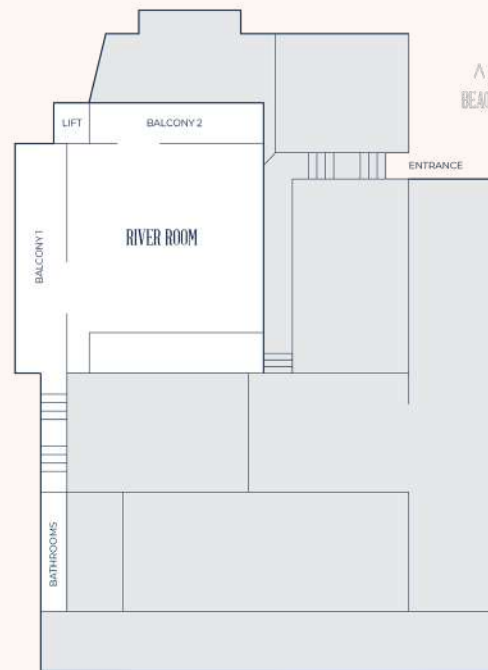 LIFT
BALCONY 2
ENTRANCE
RIVER ROOM
BALCONY 1
BATHROOMS